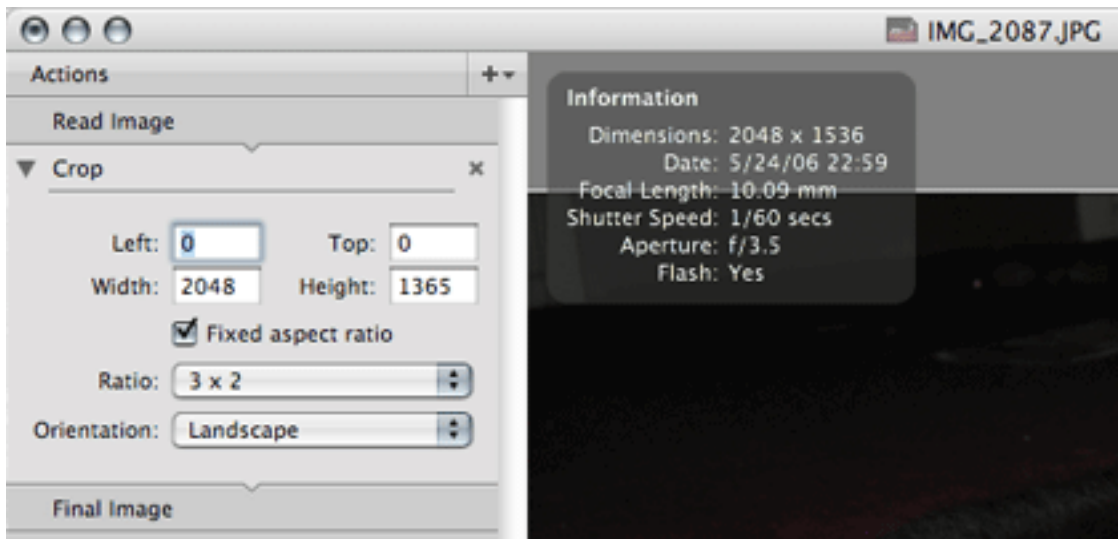 IMG_2087.JPG
Actions
Read Image
Crop
Left: 0 Top: 0
Width: 2048 Height: 1365
Fixed aspect ratio
Ratio: 3 x 2
Orientation: Landscape
Final Image
Information
Dimensions: 2048 x 1536
Date: 5/24/06 22:59
Focal Length: 10.09 mm
Shutter Speed: 1/60 secs
Aperture: f/3.5
Flash: Yes